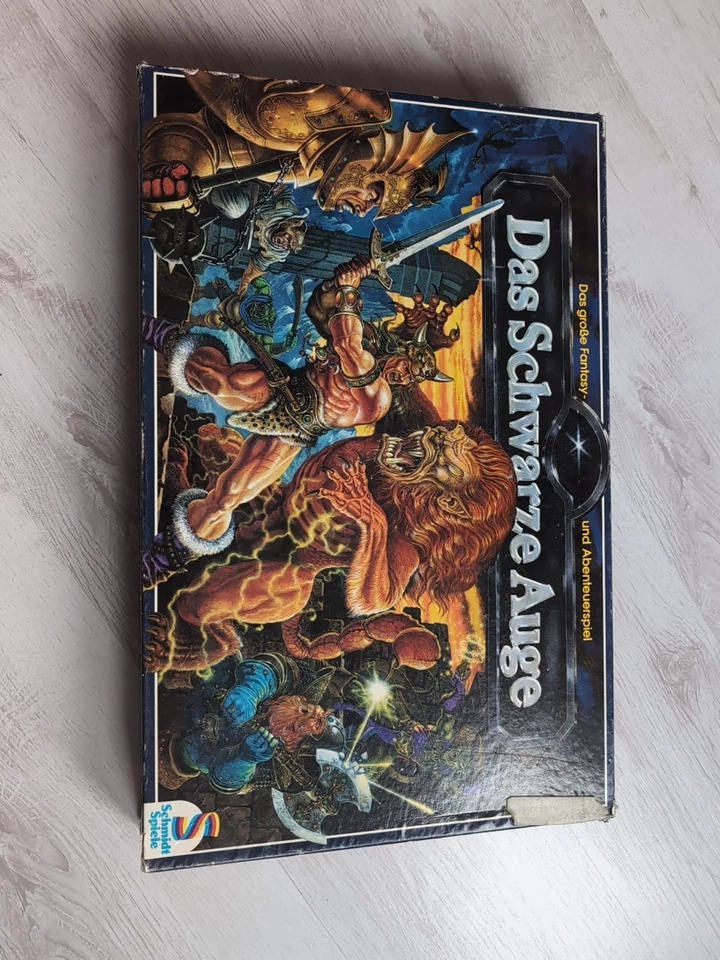 Das große Fantasy- und Abenteuerspiel
Das Schwarze Auge
Schmidt
Spiele